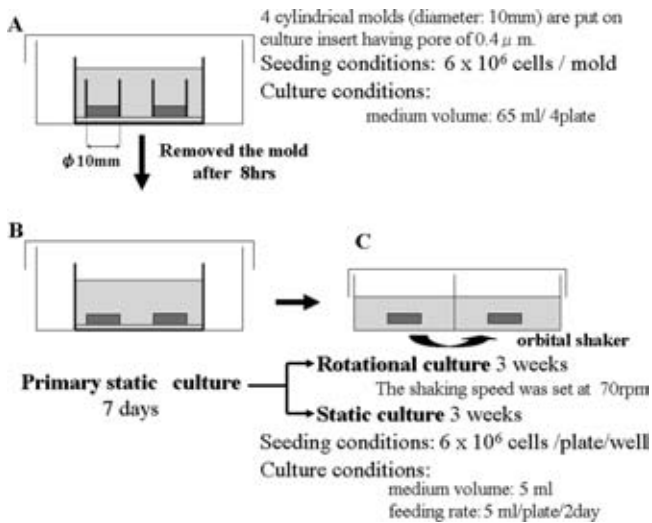 A
4 cylindrical molds (diameter: 10mm) are put on
culture insert having pore of 0.4 μ m.
Seeding conditions: 6 x 10⁶ cells / mold
Culture conditions:
medium volume: 65 ml/ 4plate
ϕ10mm
Removed the mold
after 8hrs
B
C
orbital shaker
Primary static culture
7 days
Rotational culture 3 weeks
The shaking speed was set at 70rpm
Static culture 3 weeks
Seeding conditions: 6 x 10⁶ cells /plate/well
Culture conditions:
medium volume: 5 ml
feeding rate: 5 ml/plate/2day